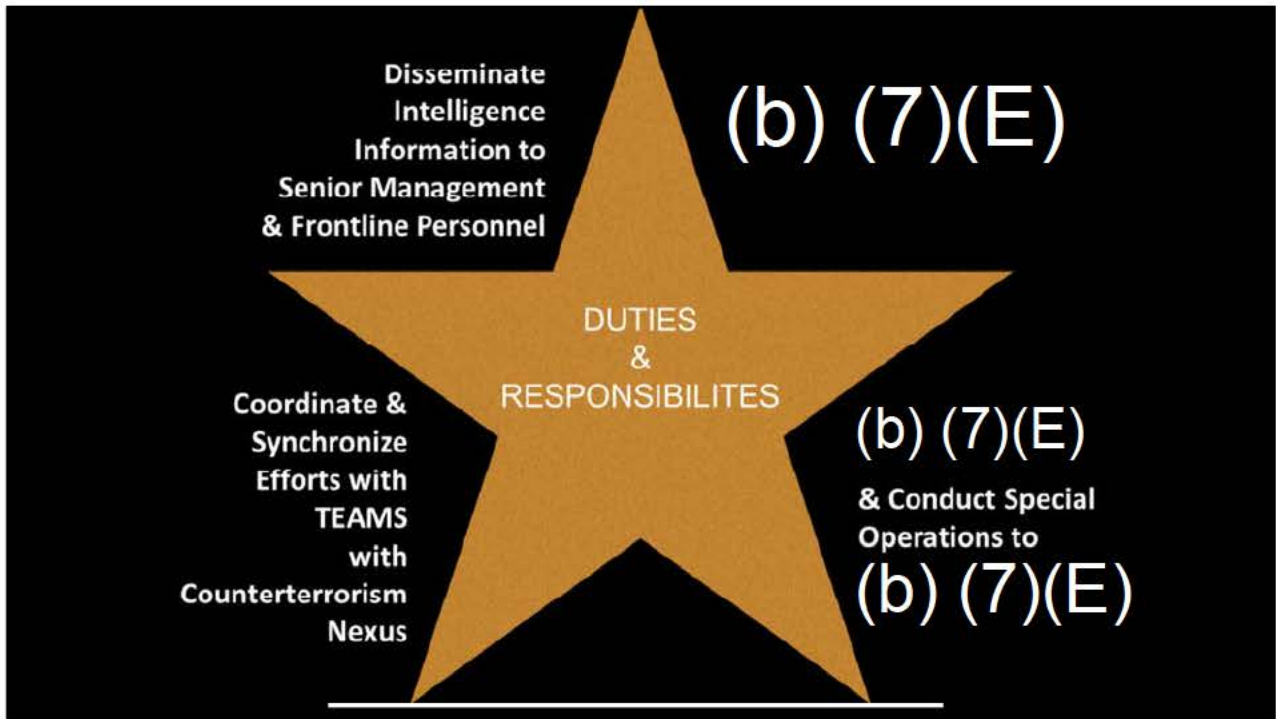 Disseminate
Intelligence
Information to
Senior Management
& Frontline Personnel
(b) (7)(E)
DUTIES
&
RESPONSIBILITES
Coordinate &
Synchronize
Efforts with
TEAMS
with
Counterterrorism
Nexus
(b) (7)(E)
& Conduct Special
Operations to
(b) (7)(E)